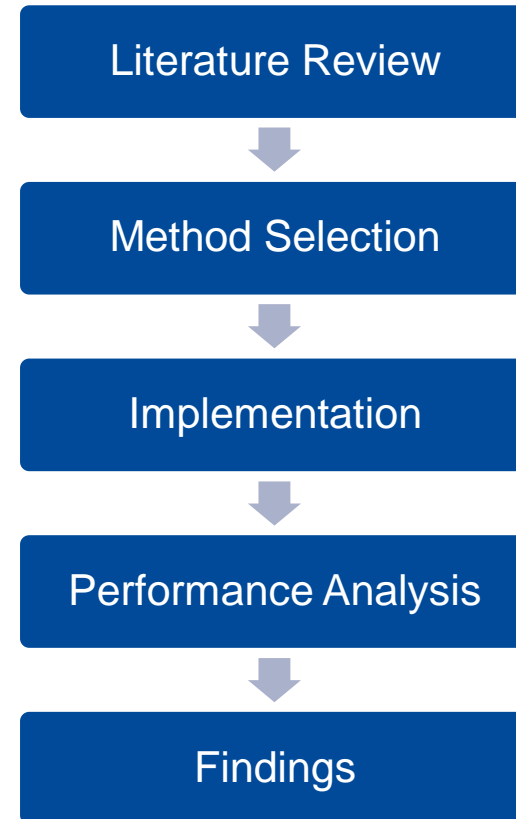 Literature Review
Method Selection
Implementation
Performance Analysis
Findings